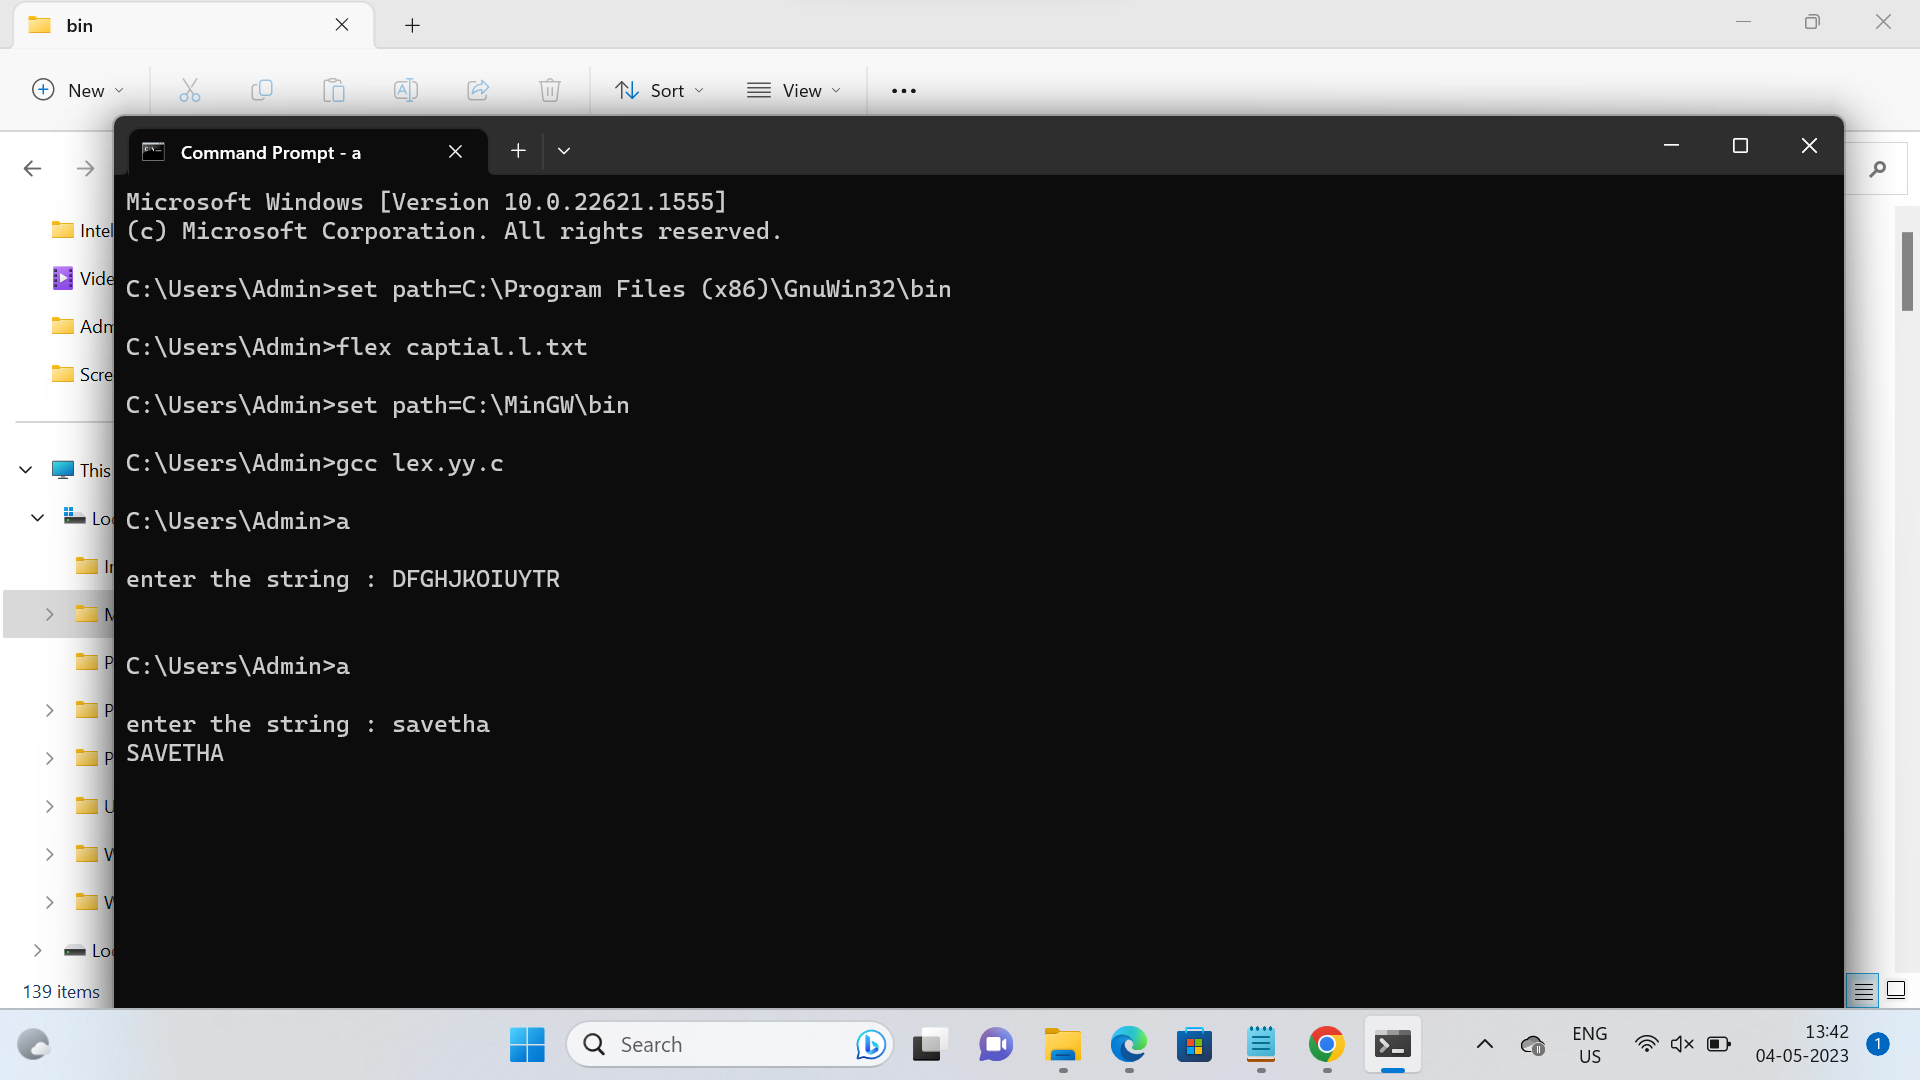 bin
New
Sort
View
Command Prompt - a
Microsoft Windows [Version 10.0.22621.1555]
(c) Microsoft Corporation. All rights reserved.
C:\Users\Admin>set path=C:\Program Files (x86)\GnuWin32\bin
C:\Users\Admin>flex captial.l.txt
C:\Users\Admin>set path=C:\MinGW\bin
C:\Users\Admin>gcc lex.yy.c
C:\Users\Admin>a
enter the string : DFGHJKOIUYTR
C:\Users\Admin>a
enter the string : savetha
SAVETHA
Intel
Vide
Adm
Scre
This
Loc
139 items
Search
ENG
US
13:42
04-05-2023
1